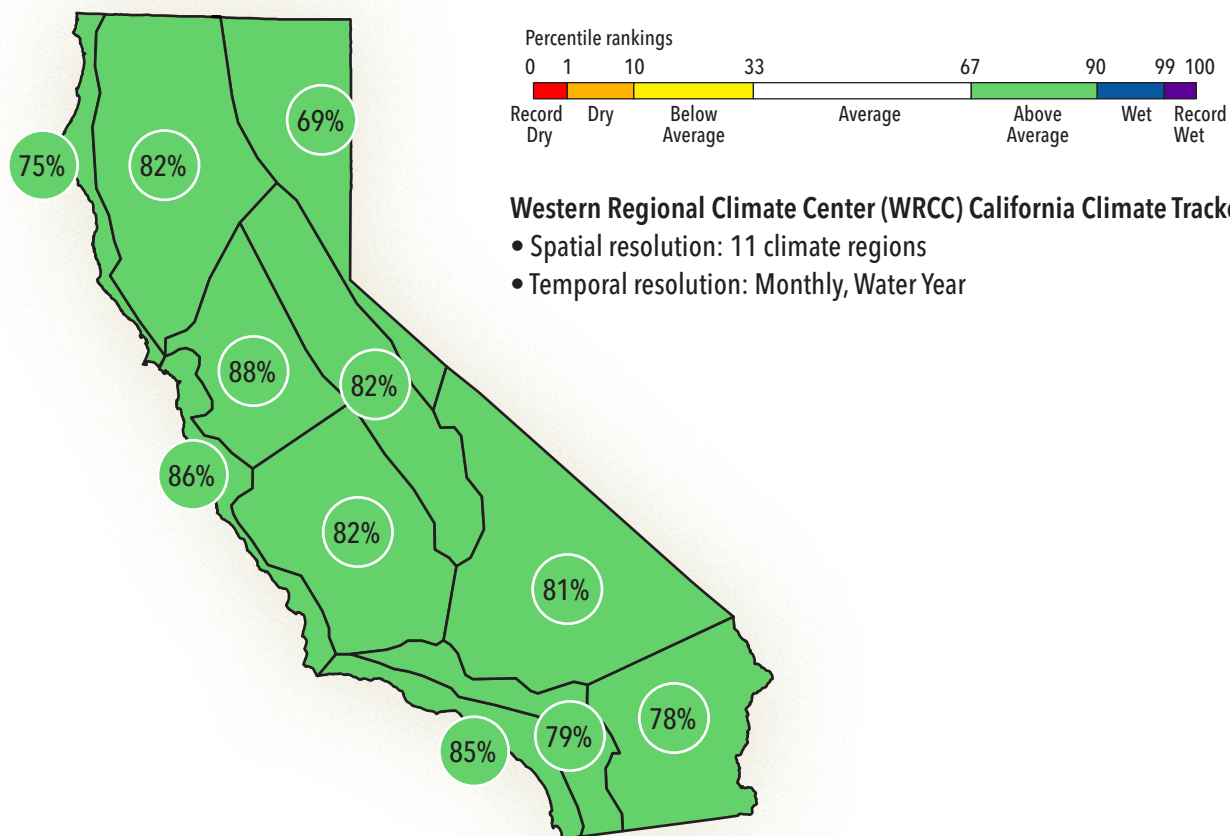 Percentile rankings
0 1 10 33 67 90 99 100
Record Dry Dry Below Average Average Above Average Wet Record Wet
69%
75%
82%
Western Regional Climate Center (WRCC) California Climate Tracke
• Spatial resolution: 11 climate regions
• Temporal resolution: Monthly, Water Year
88%
82%
86%
82%
81%
78%
79%
85%